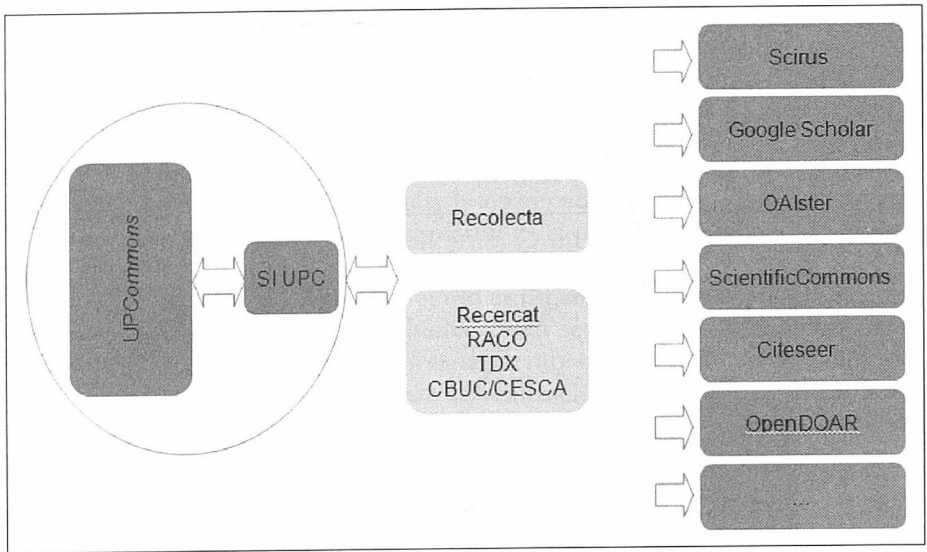 UPCommons
SI UPC
Recolecta
Recercat
RACO
TDX
CBUC/CESCA
Scirus
Google Scholar
OAIster
ScientificCommons
Citeseer
OpenDOAR
...